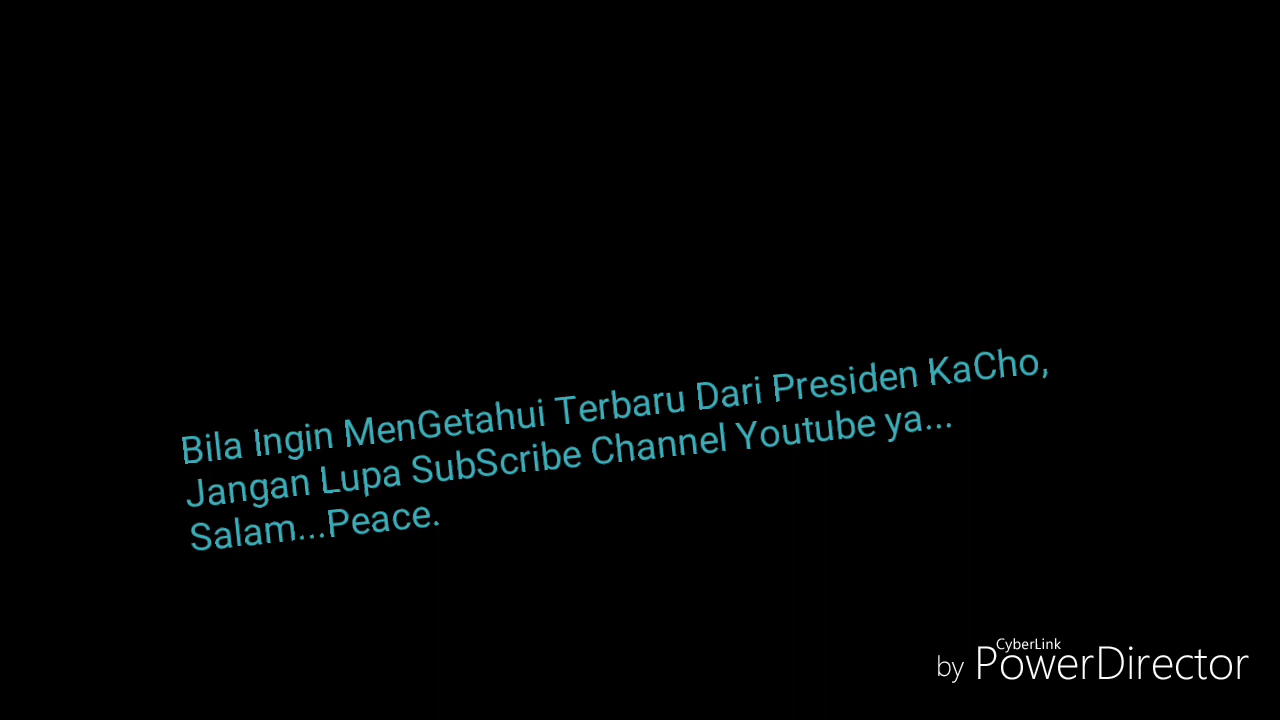 Bila Ingin MenGetahui Terbaru Dari Presiden KaCho,
Jangan Lupa SubScribe Channel Youtube ya...
Salam...Peace.
CyberLink
by PowerDirector